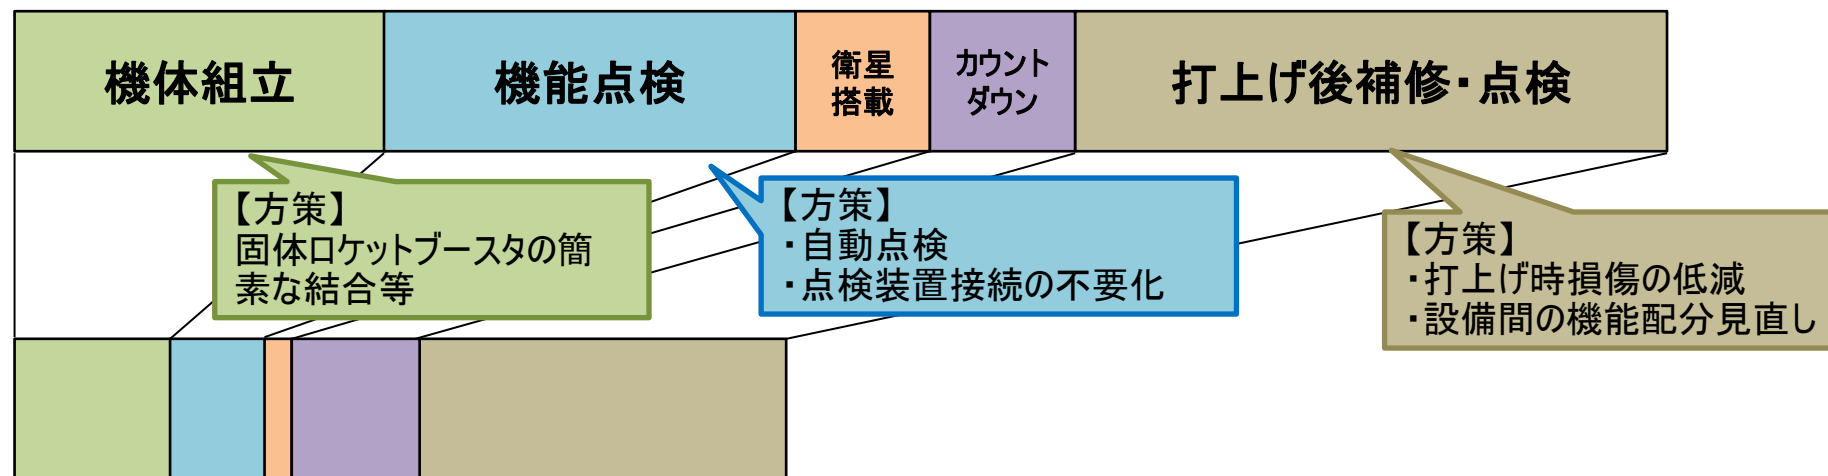 機体組立
機能点検
衛星
搭載
カウント
ダウン
打上げ後補修・点検
【方策】
固体ロケットブースタの簡
素な結合等
【方策】
・自動点検
・点検装置接続の不要化
【方策】
・打上げ時損傷の低減
・設備間の機能配分見直し